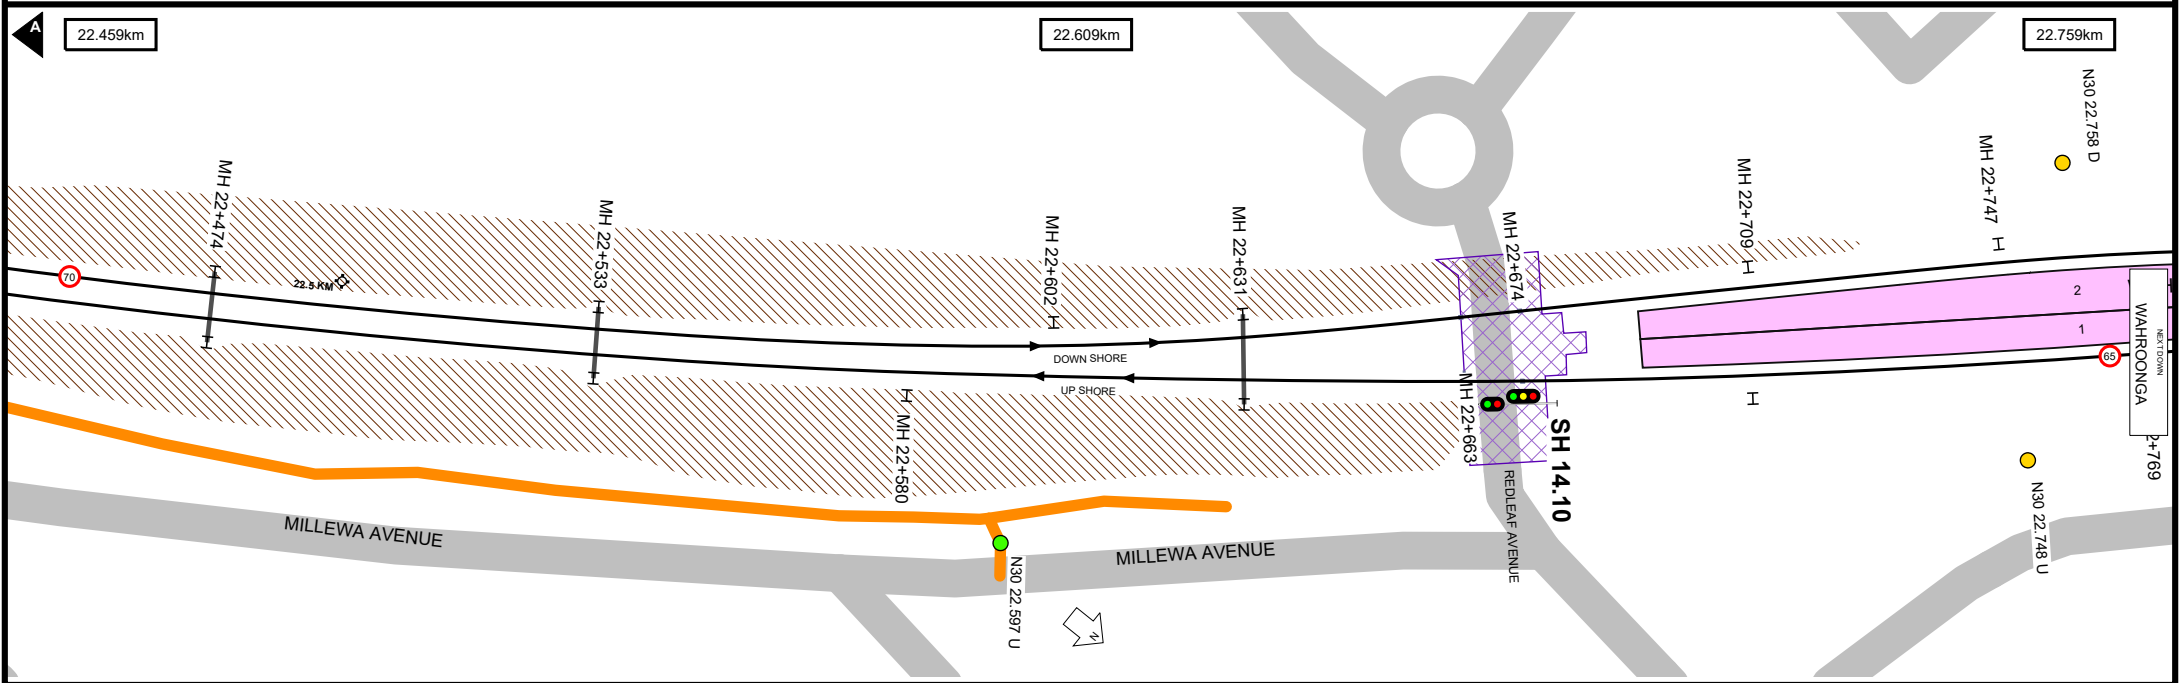 A
22.459km
22.609km
22.759km
N30 22.758 D
MH 22+474
MH 22+533
MH 22+602
MH 22+631
MH 22+674
MH 22+709
MH 22+747
70
22.5 KM
DOWN SHORE
UP SHORE
2
1
65
WAHROONGA
NEXT DOWN
MH 22+580
MH 22+663
SH 14.10
2+769
REDLEAF AVENUE
MILLEWA AVENUE
MILLEWA AVENUE
N30 22.597 U
N30 22.748 U
N